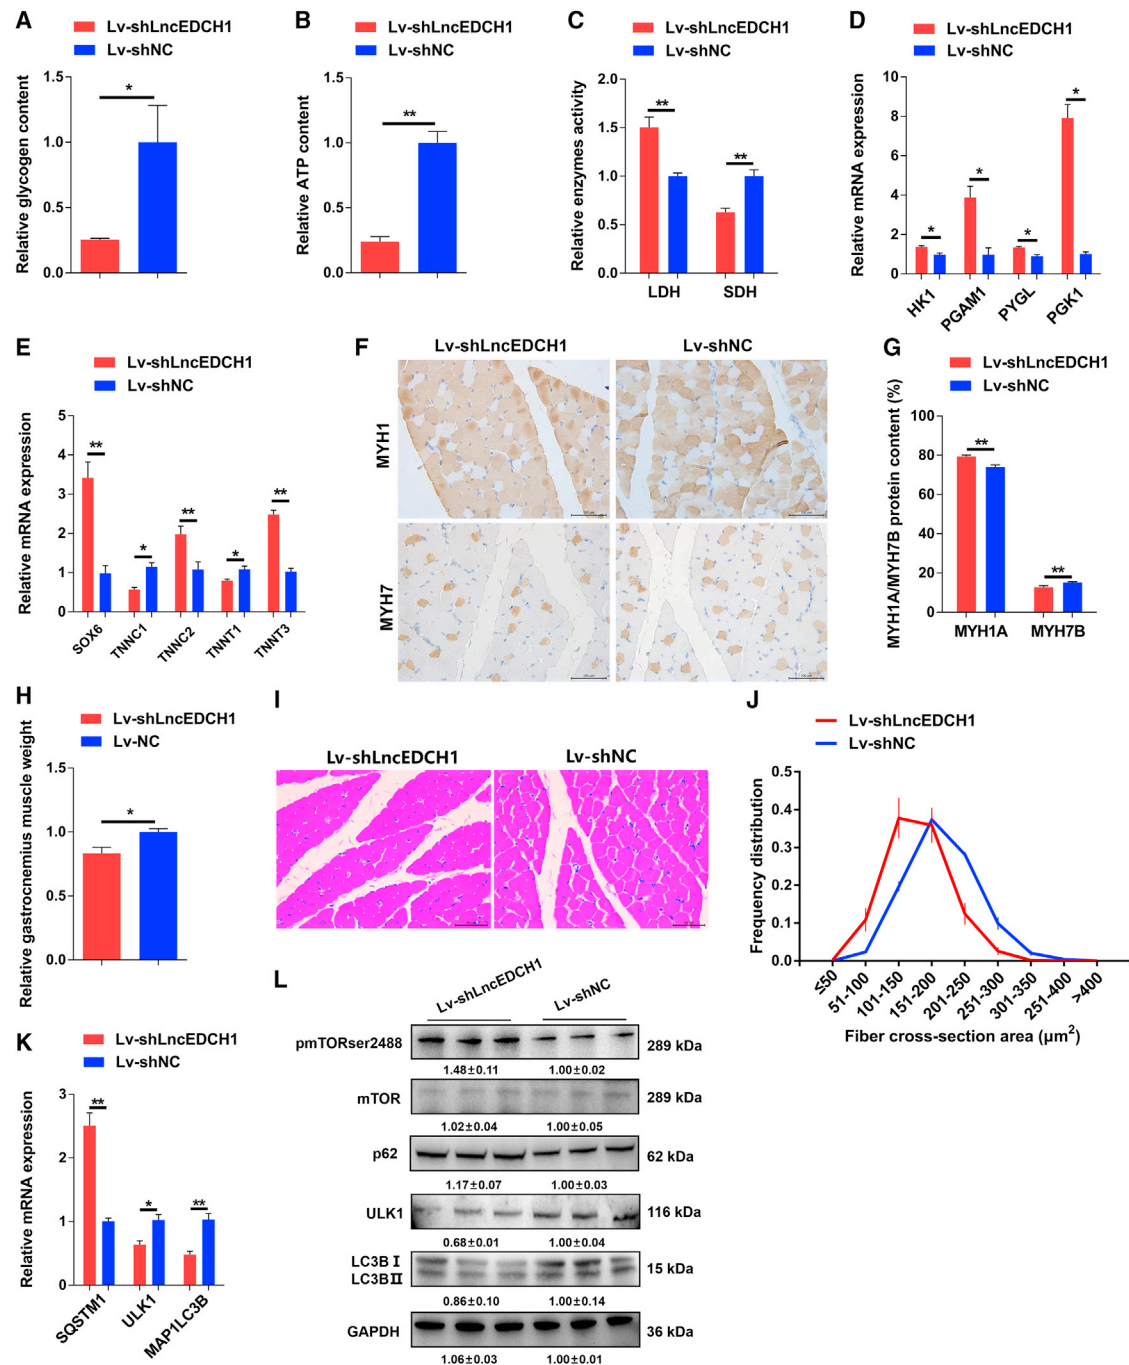 A
Lv-shLncEDCH1
Lv-shNC
Relative glycogen content
1.5
1.0
0.5
0.0
*
B
Lv-shLncEDCH1
Lv-shNC
Relative ATP content
1.5
1.0
0.5
0.0
**
C
Lv-shLncEDCH1
Lv-shNC
Relative enzymes activity
2.0
1.5
1.0
0.5
0.0
**
**
LDH
SDH
D
Lv-shLncEDCH1
Lv-shNC
Relative mRNA expression
10
8
6
4
2
0
*
*
*
*
HK1
PGAM1
PYGL
PGK1
E
Lv-shLncEDCH1
Lv-shNC
Relative mRNA expression
5
4
3
2
1
0
**
*
**
*
**
SOX6
TNNC1
TNNC2
TNNT1
TNNT3
F
Lv-shLncEDCH1
Lv-shNC
MYH1
MYH7
G
Lv-shLncEDCH1
Lv-shNC
MYH1A/MYH7B protein content (%)
100
80
60
40
20
0
**
**
MYH1A
MYH7B
H
Lv-shLncEDCH1
Lv-NC
Relative gastrocnemius muscle weight
1.5
1.0
0.5
0.0
*
I
Lv-shLncEDCH1
Lv-shNC
J
Lv-shLncEDCH1
Lv-shNC
Frequency distribution
0.5
0.4
0.3
0.2
0.1
0.0
≤50
51-100
101-150
151-200
201-250
251-300
301-350
251-400
>400
Fiber cross-section area (µm²)
K
Lv-shLncEDCH1
Lv-shNC
Relative mRNA expression
3
2
1
0
**
*
**
SQSTM1
ULK1
MAP1LC3B
L
Lv-shLncEDCH1
Lv-shNC
pmTORser2488
289 kDa
1.48±0.11
1.00±0.02
mTOR
289 kDa
1.02±0.04
1.00±0.05
p62
62 kDa
1.17±0.07
1.00±0.03
ULK1
116 kDa
0.68±0.01
1.00±0.04
LC3B I
LC3B II
15 kDa
0.86±0.10
1.00±0.14
GAPDH
36 kDa
1.06±0.03
1.00±0.01